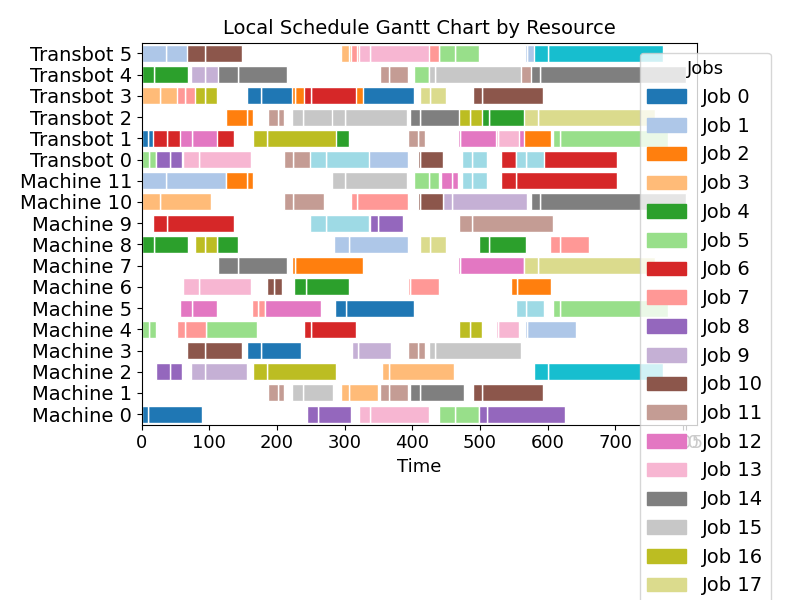 Local Schedule Gantt Chart by Resource
Transbot 5
Transbot 4
Transbot 3
Transbot 2
Transbot 1
Transbot 0
Machine 11
Machine 10
Machine 9
Machine 8
Machine 7
Machine 6
Machine 5
Machine 4
Machine 3
Machine 2
Machine 1
Machine 0
0 100 200 300 400 500 600 700
Time
Jobs
Job 0
Job 1
Job 2
Job 3
Job 4
Job 5
Job 6
Job 7
Job 8
Job 9
Job 10
Job 11
Job 12
Job 13
Job 14
Job 15
Job 16
Job 17